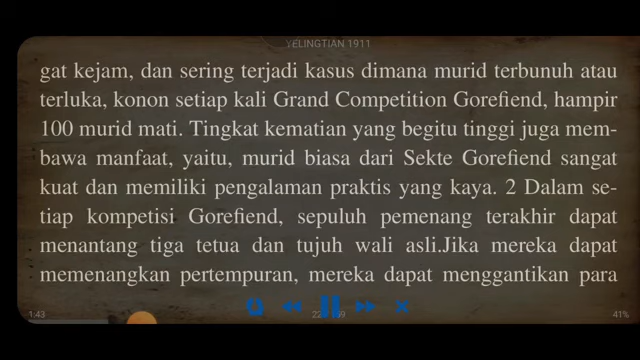 YELINGTIAN 1911
gat kejam, dan sering terjadi kasus dimana murid terbunuh atau
terluka, konon setiap kali Grand Competition Gorefiend, hampir
100 murid mati. Tingkat kematian yang begitu tinggi juga mem-
bawa manfaat, yaitu, murid biasa dari Sekte Gorefiend sangat
kuat dan memiliki pengalaman praktis yang kaya. 2 Dalam se-
tiap kompetisi Gorefiend, sepuluh pemenang terakhir dapat
menantang tiga tetua dan tujuh wali asli.Jika mereka dapat
memenangkan pertempuran, mereka dapat menggantikan para
1:43
41%